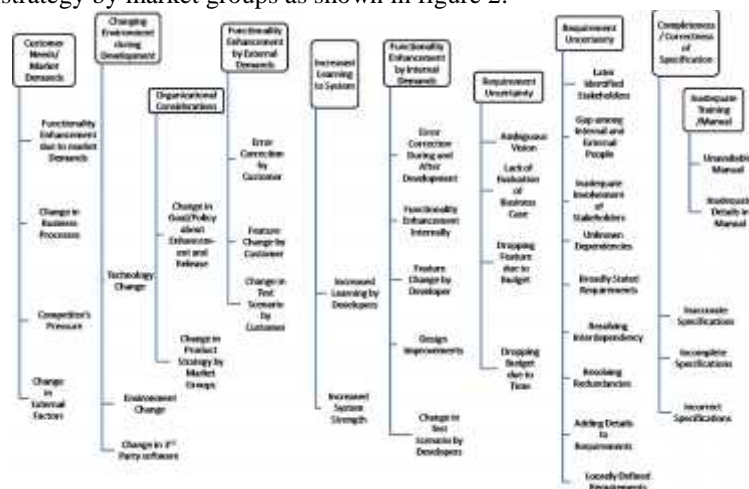 strategy by market groups as shown in figure 2.
Customer
Needs/
Market
Demands
Functionality
Enhancement
due to market
Demands
Change in
Business
Processes
Competitor's
Pressure
Change
in
External
Factors
Changing
Environment
during
Development
Technology
Change
Environment
Change
Change in 3rd
Party software
Organizational
Considerations
Change in
Goal/Policy
about
Enhancem-
ent and
Release
Change in
Product
Strategy by
Market
Groups
Functionality
Enhancement
by External
Demands
Error
Correction
by
Customer
Feature
Change by
Customer
Change in
Test
Scenario by
Customer
Increased
Learning
to System
Increased
Learning by
Developers
Increased
System
Strength
Functionality
Enhancement
by Internal
Demands
Error
Correction
During and
After
Development
Functionality
Enhancement
Internally
Feature
Change by
Developer
Design
Improvements
Change in
Test
Scenario by
Developers
Requirement
Uncertainty
Ambiguous
Vision
Lack of
Evaluation
of
Business
Case
Dropping
Feature
due to
Budget
Dropping
Budget
due to
Time
Requirement
Uncertainty
Later
Identified
Stakeholders
Gap among
Internal and
External
People
Inadequate
Involvement
of
Stakeholders
Unknown
Dependencies
Broadly Stated
Requirements
Resolving
Interdependency
Resolving
Redundancies
Adding Details
to
Requirements
Loosely Defined
Requirements
Completeness
/ Correctness
of
Specification
Inaccurate
Specifications
Incomplete
Specifications
Incorrect
Specifications
Inadequate
Training
/Manual
Unavailable
Manual
Inadequate
Details in
Manual